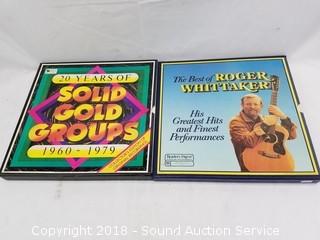 20 YEARS OF
SOLID
GOLD
GROUPS
1960 - 1979
The Best of ROGER
WHITTAKER
His
Greatest Hits
and Finest
Performances
Reader's Digest
Copyright 2018 - Sound Auction Service